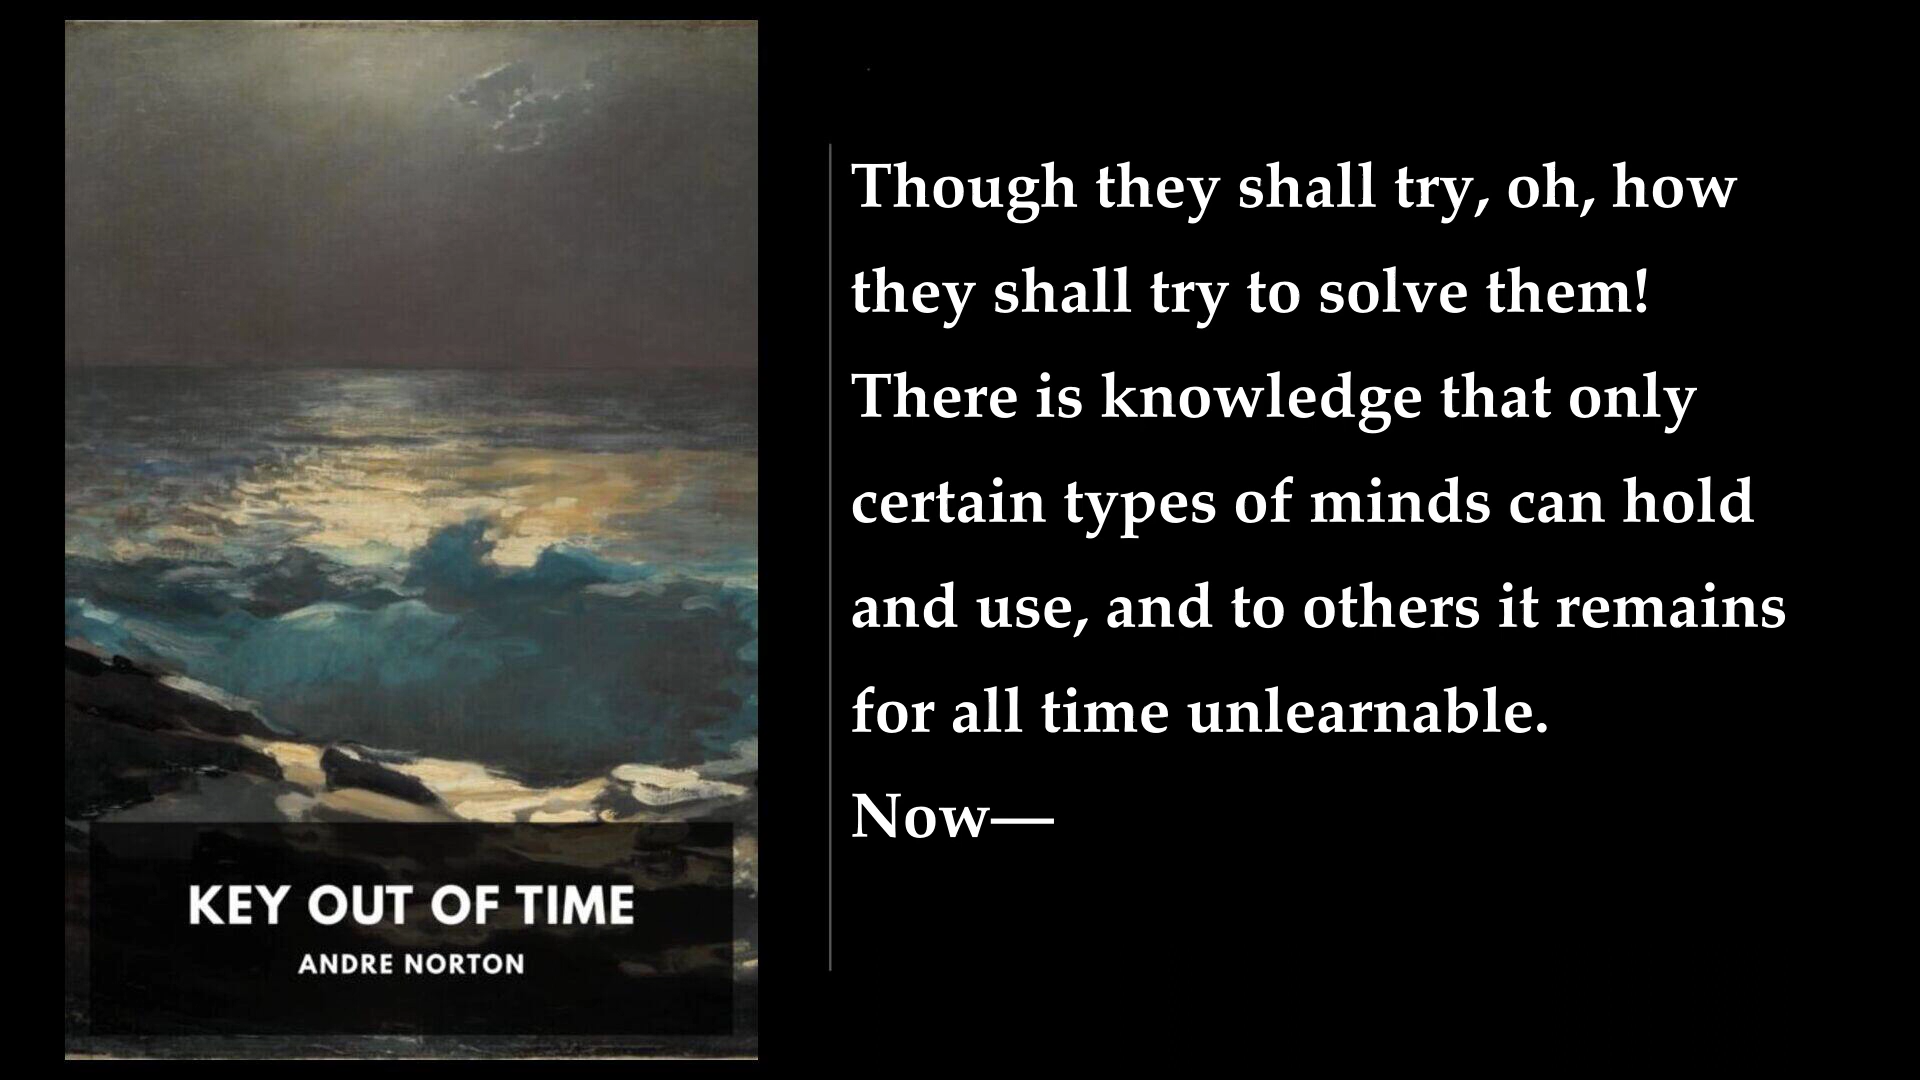 Though they shall try, oh, how
they shall try to solve them!
There is knowledge that only
certain types of minds can hold
and use, and to others it remains
for all time unlearnable.
Now—
KEY OUT OF TIME
ANDRE NORTON